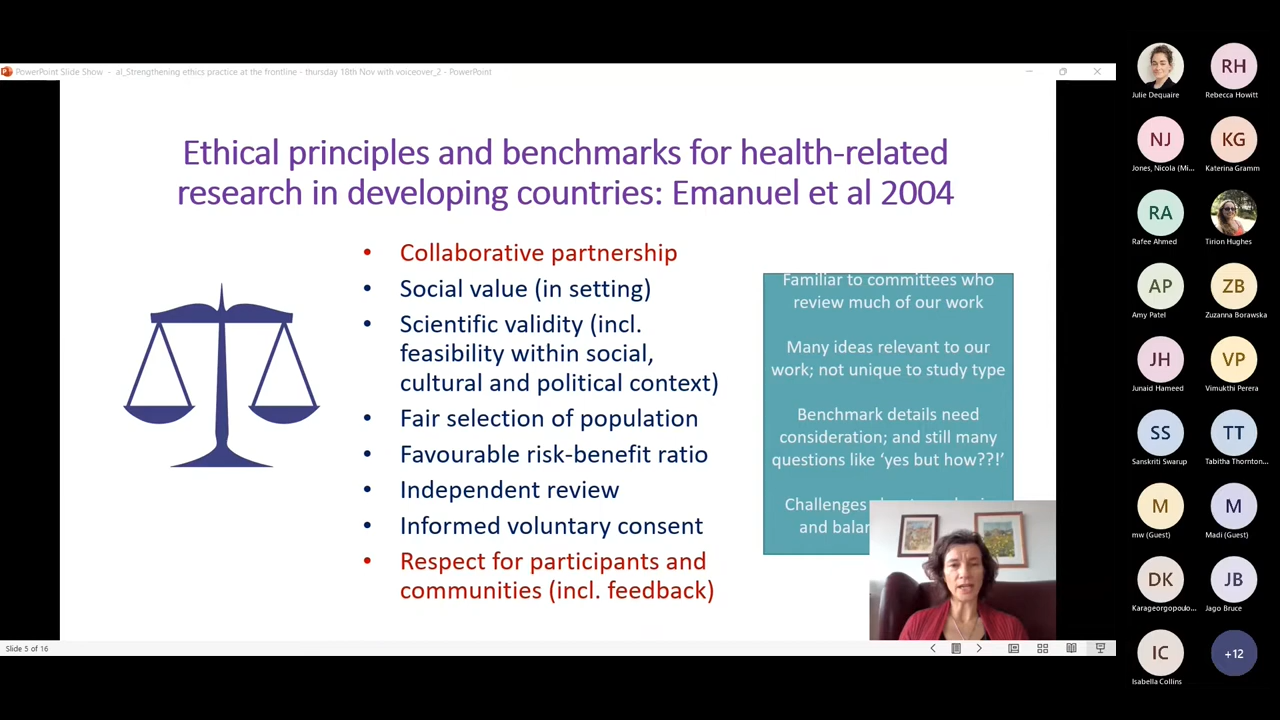 PowerPoint Slide Show - al_Strengthening ethics practice at the frontline - thursday 18th Nov with voiceover_2 - PowerPoint
Ethical principles and benchmarks for health-related
research in developing countries: Emanuel et al 2004
• Collaborative partnership
• Social value (in setting)
• Scientific validity (incl.
feasibility within social,
cultural and political context)
• Fair selection of population
• Favourable risk-benefit ratio
• Independent review
• Informed voluntary consent
• Respect for participants and
communities (incl. feedback)
Familiar to committees who
review much of our work
Many ideas relevant to our
work; not unique to study type
Benchmark details need
consideration; and still many
questions like ‘yes but how??!’
Challenges
and
Slide 5 of 16
Julie Dequaire
RH
Rebecca Howitt
NJ
Jones, Nicola (Mi...
KG
Katerina Gramm
RA
Rafee Ahmed
Tirion Hughes
AP
Amy Patel
ZB
Zuzanna Borawska
JH
Junaid Hameed
VP
Vimukthi Perera
SS
Sanskriti Swarup
TT
Tabitha Thornton...
M
mw (Guest)
M
Madi (Guest)
DK
Karageorgopoulo...
JB
Jago Bruce
IC
Isabella Collins
+12